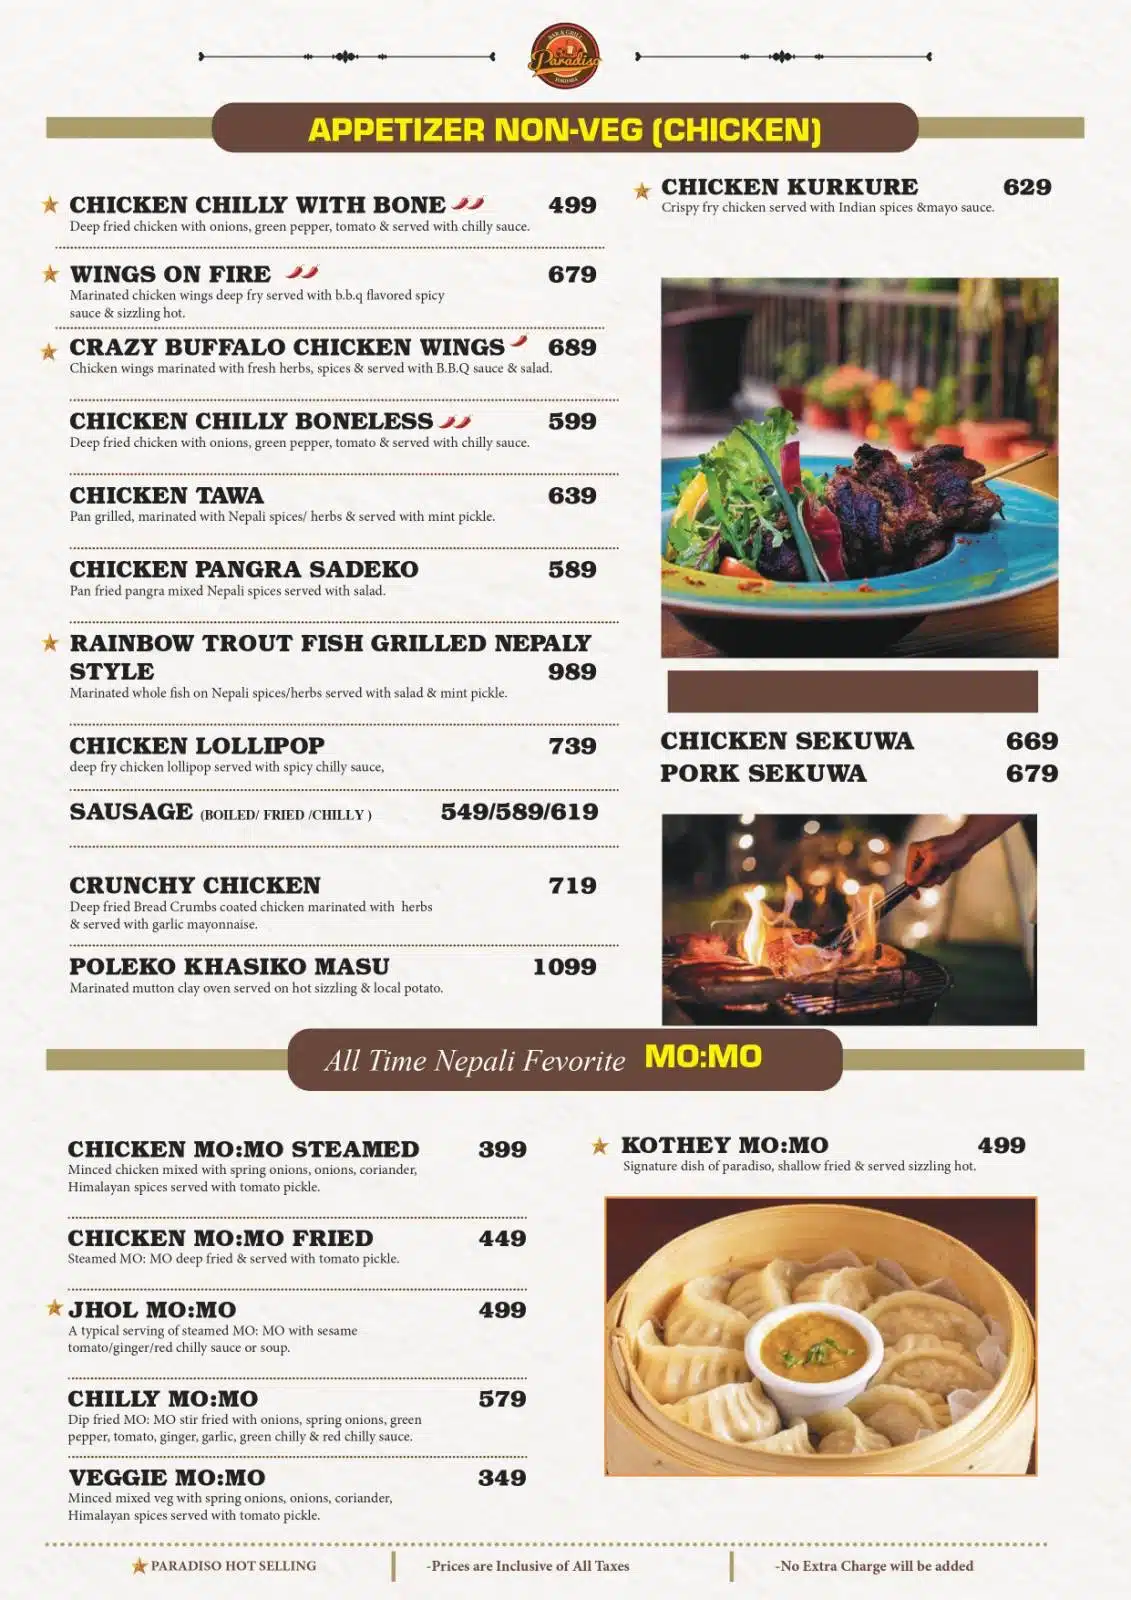 BAR & GRILL
Paradiso
APPETIZER NON-VEG (CHICKEN)
CHICKEN CHILLY WITH BONE 499
Deep fried chicken with onions, green pepper, tomato & served with chilly sauce.
WINGS ON FIRE 679
Marinated chicken wings deep fry served with b.b.q flavored spicy
sauce & sizzling hot.
CRAZY BUFFALO CHICKEN WINGS 689
Chicken wings marinated with fresh herbs, spices & served with B.B.Q sauce & salad.
CHICKEN CHILLY BONELESS 599
Deep fried chicken with onions, green pepper, tomato & served with chilly sauce.
CHICKEN TAWA 639
Pan grilled, marinated with Nepali spices/ herbs & served with mint pickle.
CHICKEN PANGRA SADEKO 589
Pan fried pangra mixed Nepali spices served with salad.
RAINBOW TROUT FISH GRILLED NEPALY
STYLE 989
Marinated whole fish on Nepali spices/herbs served with salad & mint pickle.
CHICKEN LOLLIPOP 739
deep fry chicken lollipop served with spicy chilly sauce,
SAUSAGE (BOILED/ FRIED /CHILLY ) 549/589/619
CRUNCHY CHICKEN 719
Deep fried Bread Crumbs coated chicken marinated with herbs
& served with garlic mayonnaise.
POLEKO KHASIKO MASU 1099
Marinated mutton clay oven served on hot sizzling & local potato.
CHICKEN KURKURE 629
Crispy fry chicken served with Indian spices &mayo sauce.
CHICKEN SEKUWA 669
PORK SEKUWA 679
All Time Nepali Fevorite MO:MO
CHICKEN MO:MO STEAMED 399
Minced chicken mixed with spring onions, onions, coriander,
Himalayan spices served with tomato pickle.
CHICKEN MO:MO FRIED 449
Steamed MO: MO deep fried & served with tomato pickle.
JHOL MO:MO 499
A typical serving of steamed MO: MO with sesame
tomato/ginger/red chilly sauce or soup.
CHILLY MO:MO 579
Dip fried MO: MO stir fried with onions, spring onions, green
pepper, tomato, ginger, garlic, green chilly & red chilly sauce.
VEGGIE MO:MO 349
Minced mixed veg with spring onions, onions, coriander,
Himalayan spices served with tomato pickle.
KOTHEY MO:MO 499
Signature dish of paradiso, shallow fried & served sizzling hot.
PARADISO HOT SELLING
-Prices are Inclusive of All Taxes
-No Extra Charge will be added